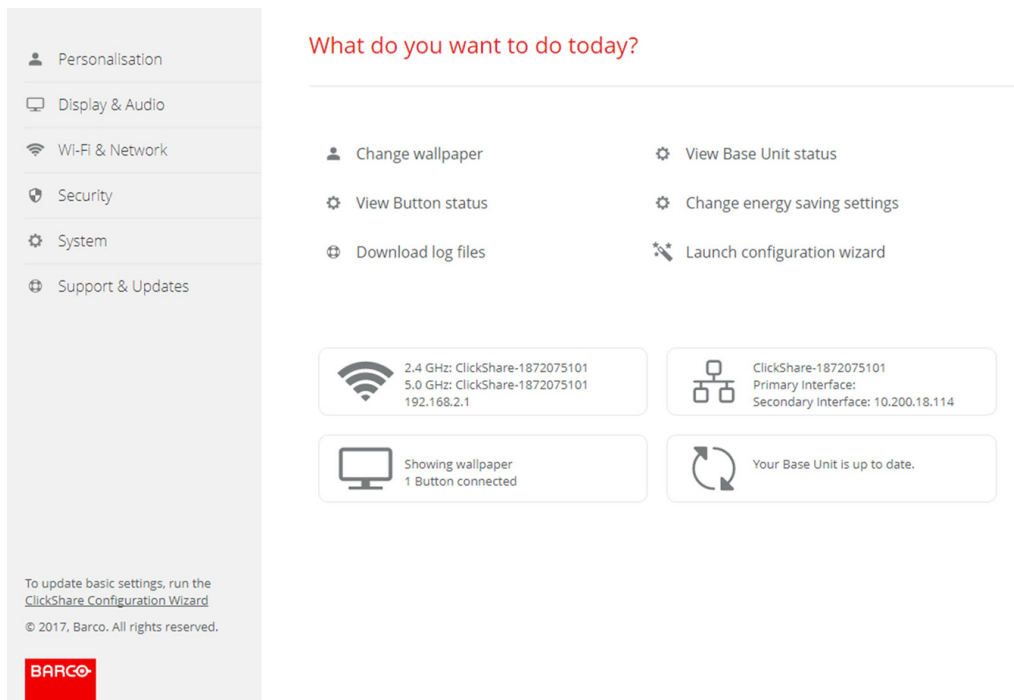 Personalisation
Display & Audio
Wi-Fi & Network
Security
System
Support & Updates
To update basic settings, run the
ClickShare Configuration Wizard
© 2017, Barco. All rights reserved.
BARCO
What do you want to do today?
Change wallpaper
View Base Unit status
View Button status
Change energy saving settings
Download log files
Launch configuration wizard
2.4 GHz: ClickShare-1872075101
5.0 GHz: ClickShare-1872075101
192.168.2.1
ClickShare-1872075101
Primary Interface:
Secondary Interface: 10.200.18.114
Showing wallpaper
1 Button connected
Your Base Unit is up to date.